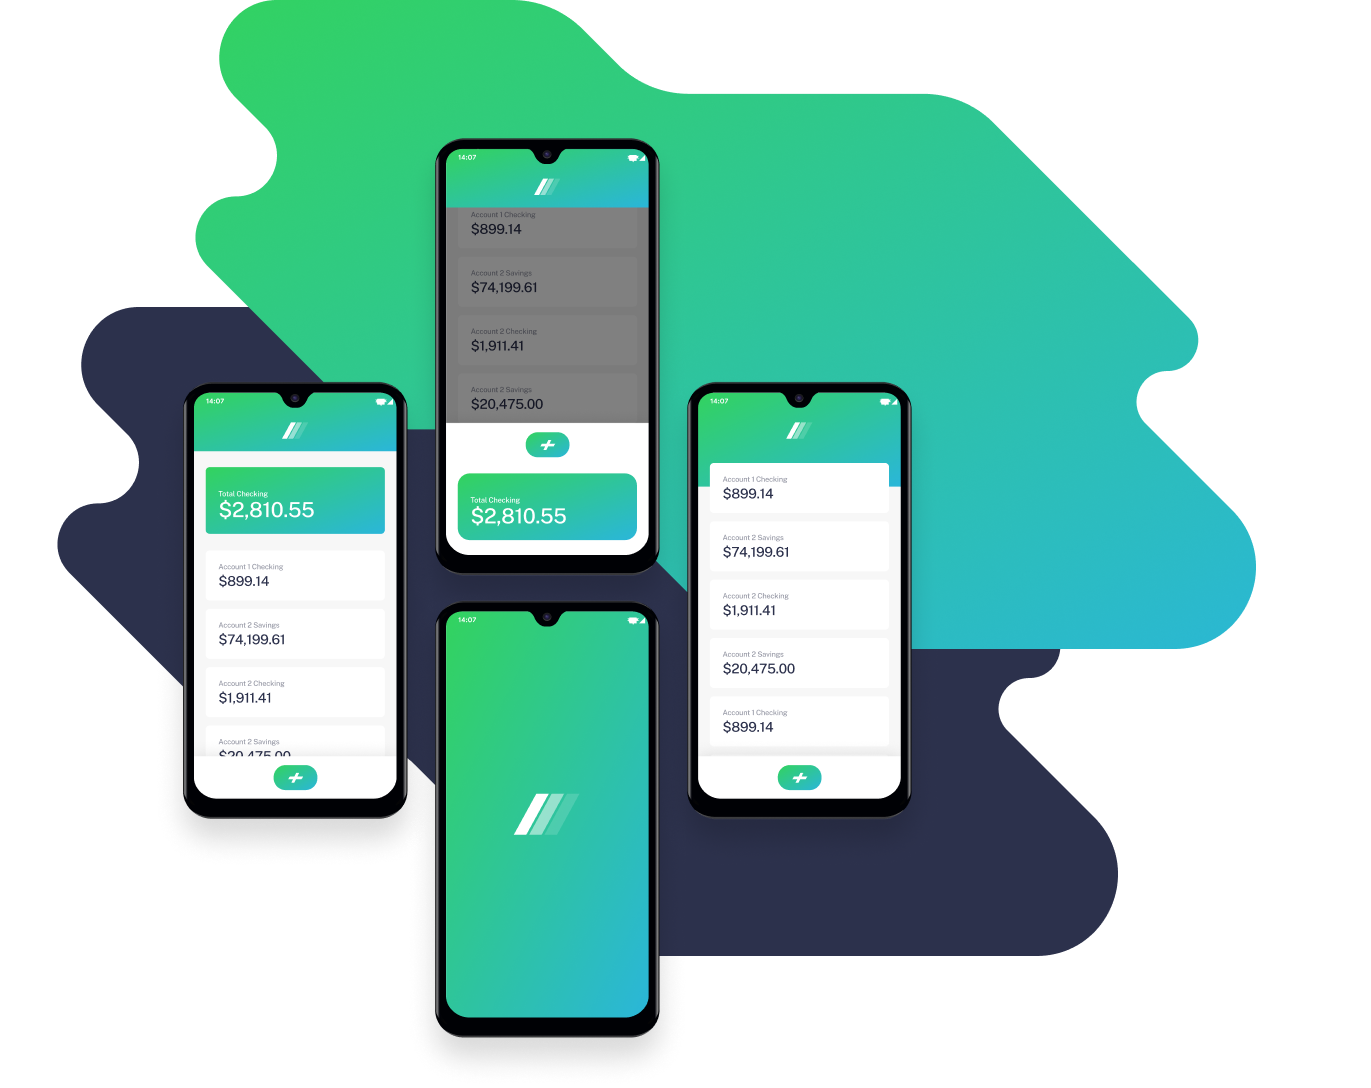 14:07
Account 1 Checking
$899.14
Account 2 Savings
$74,199.61
Account 2 Checking
$1,911.41
Account 2 Savings
$20,475.00
Total Checking
$2,810.55
14:07
Total Checking
$2,810.55
Account 1 Checking
$899.14
Account 2 Savings
$74,199.61
Account 2 Checking
$1,911.41
Account 2 Savings
$20,475.00
14:07
Account 1 Checking
$899.14
Account 2 Savings
$74,199.61
Account 2 Checking
$1,911.41
Account 2 Savings
$20,475.00
Account 1 Checking
$899.14
14:07